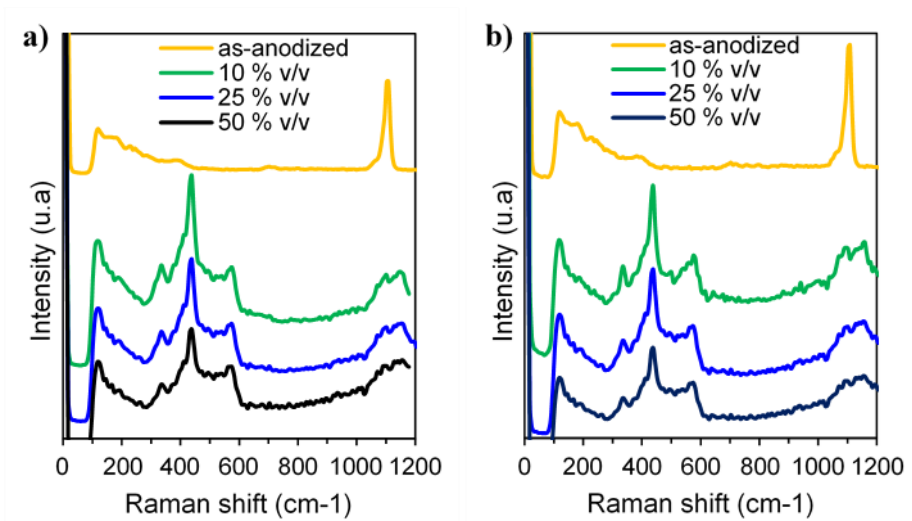 a)
as-anodized
10 % v/v
25 % v/v
50 % v/v
Intensity (u.a)
0 200 400 600 800 1000 1200
Raman shift (cm-1)
b)
as-anodized
10 % v/v
25 % v/v
50 % v/v
Intensity (u.a)
0 200 400 600 800 1000 1200
Raman shift (cm-1)